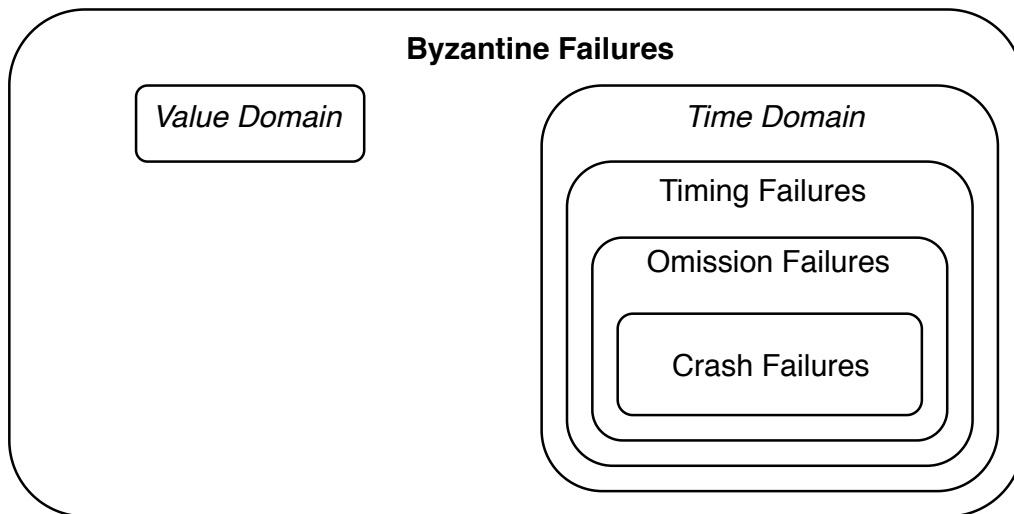 Byzantine Failures
Value Domain
Time Domain
Timing Failures
Omission Failures
Crash Failures